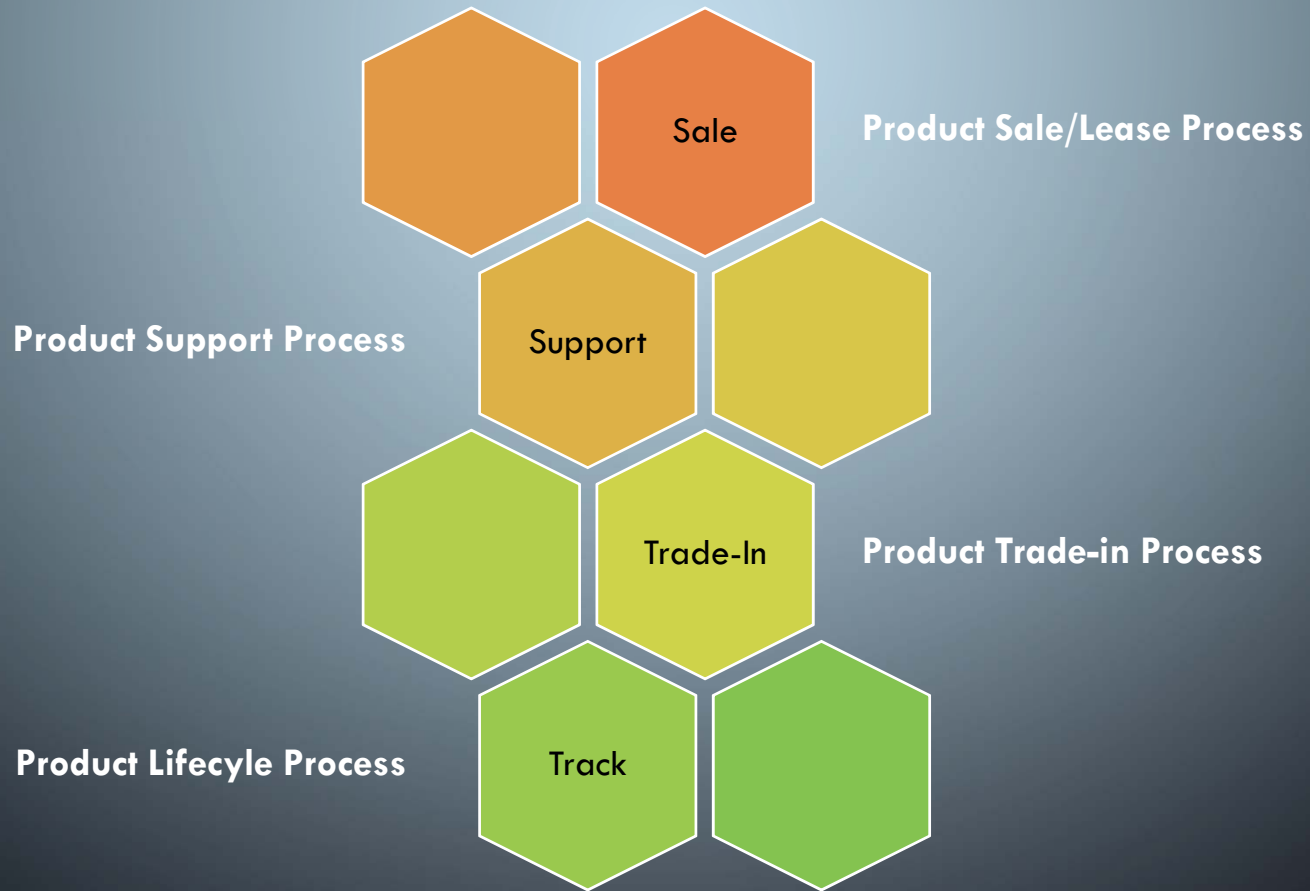 Sale
Product Sale/Lease Process
Product Support Process
Support
Trade-In
Product Trade-in Process
Product Lifecyle Process
Track